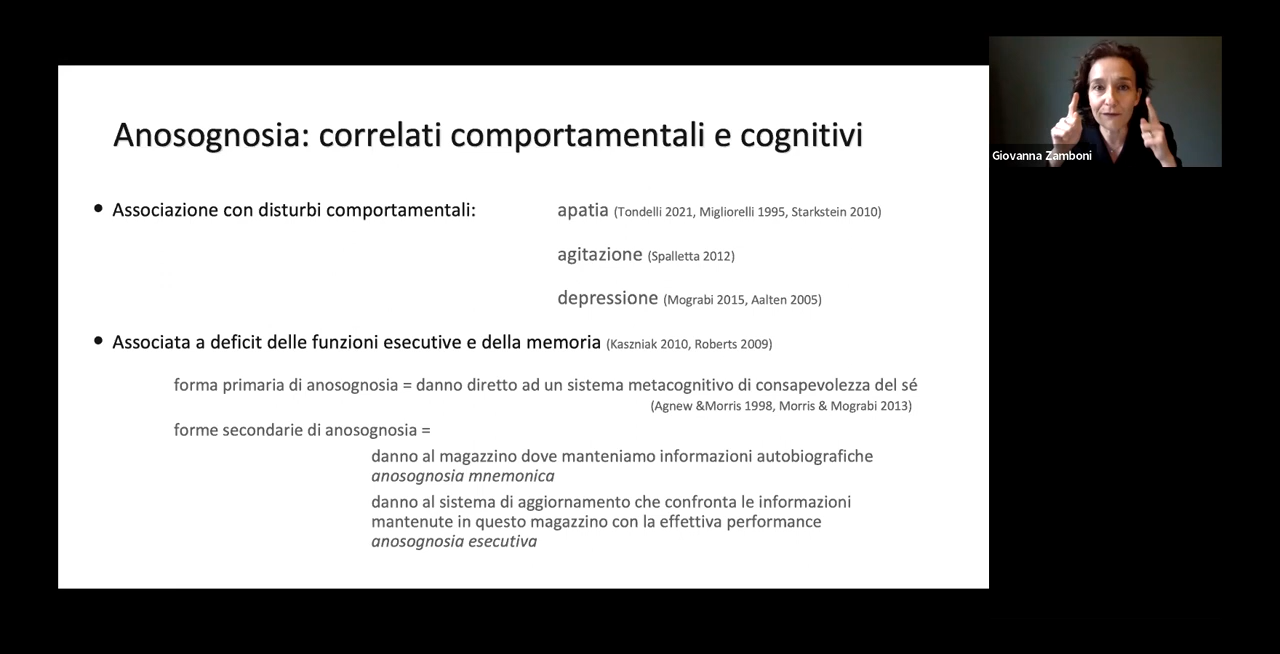 Anosognosia: correlati comportamentali e cognitivi
Giovanna Zamboni
• Associazione con disturbi comportamentali: apatia (Tondelli 2021, Migliorelli 1995, Starkstein 2010)
agitazione (Spalletta 2012)
depressione (Mograbi 2015, Aalten 2005)
• Associata a deficit delle funzioni esecutive e della memoria (Kaszniak 2010, Roberts 2009)
forma primaria di anosognosia = danno diretto ad un sistema metacognitivo di consapevolezza del sé
(Agnew &Morris 1998, Morris & Mograbi 2013)
forme secondarie di anosognosia =
danno al magazzino dove manteniamo informazioni autobiografiche
anosognosia mnemonica
danno al sistema di aggiornamento che confronta le informazioni
mantenute in questo magazzino con la effettiva performance
anosognosia esecutiva